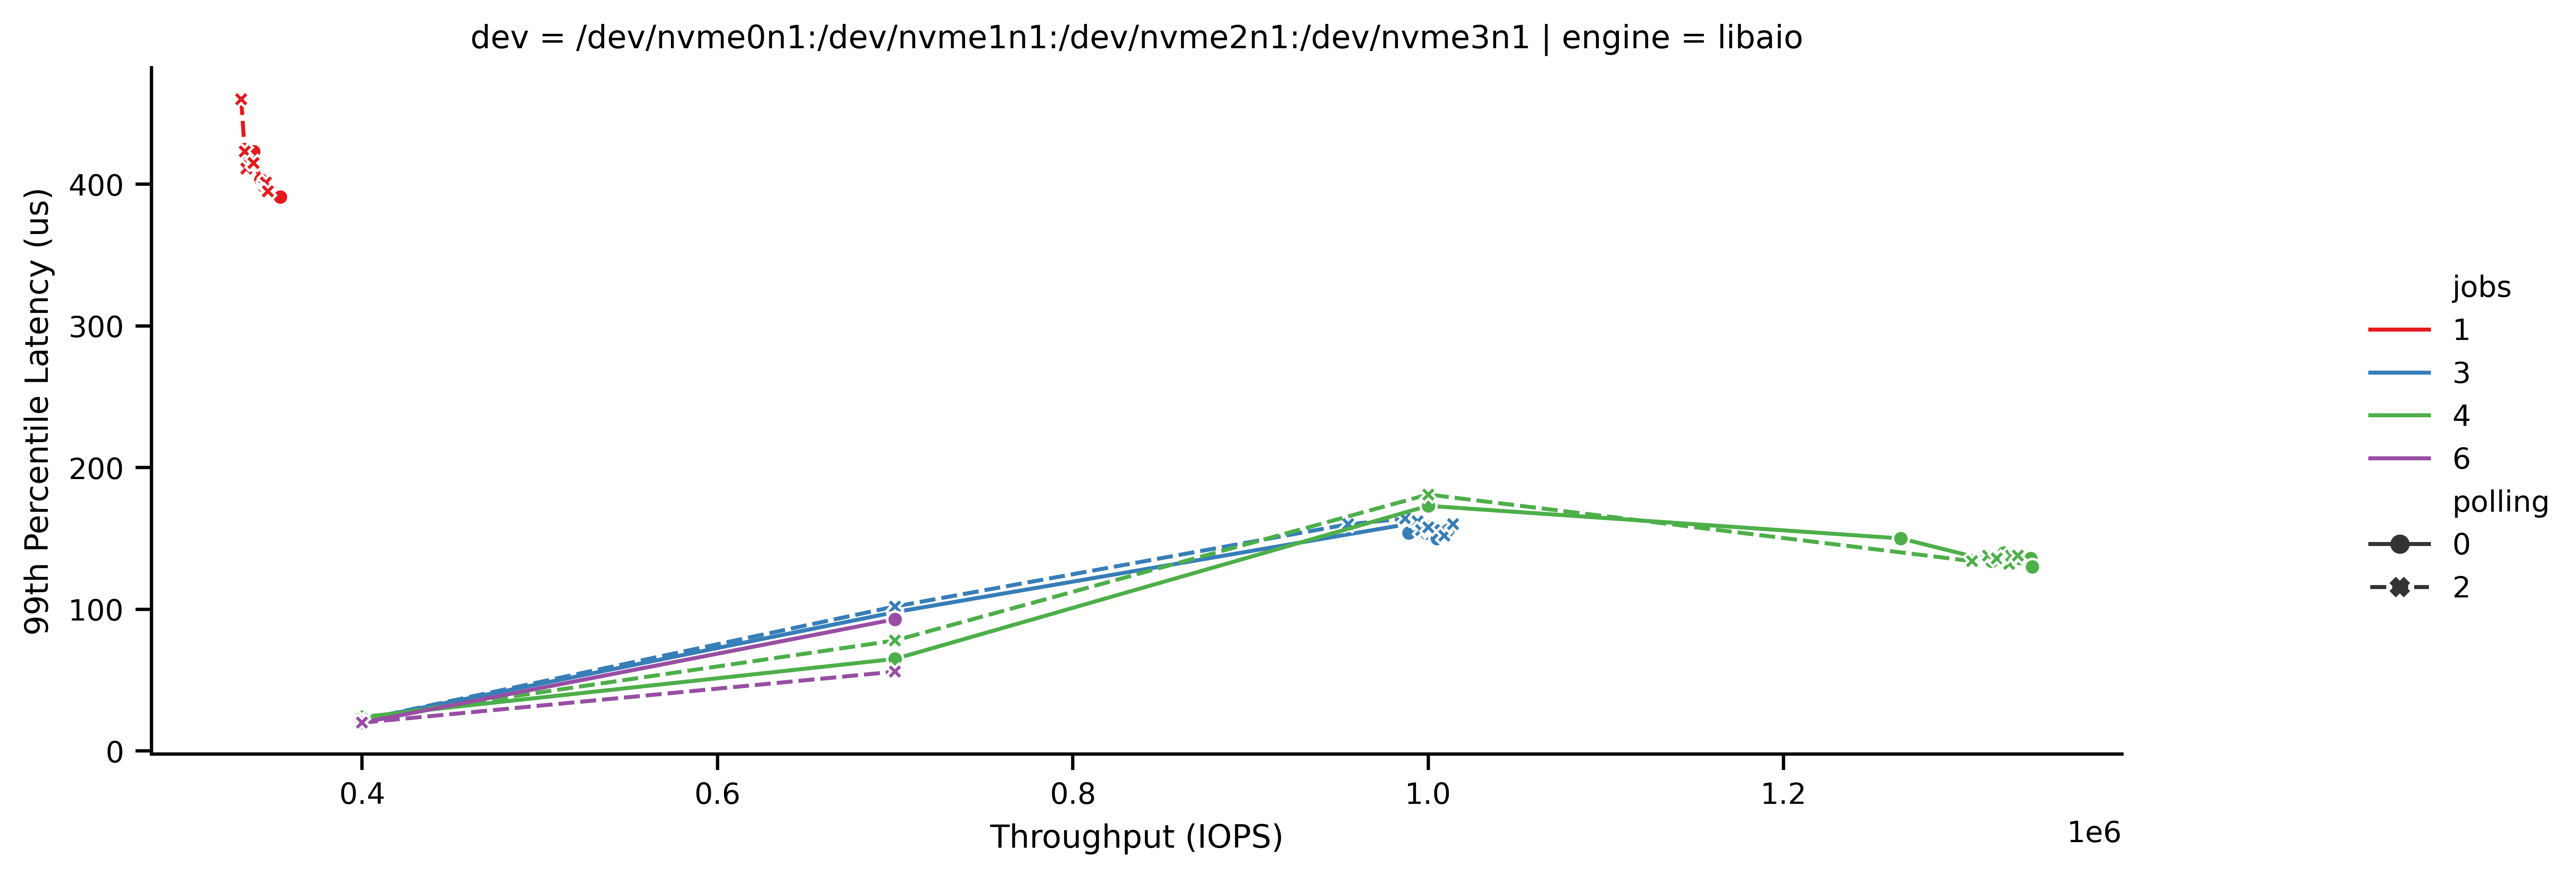 dev = /dev/nvme0n1:/dev/nvme1n1:/dev/nvme2n1:/dev/nvme3n1 | engine = libaio
99th Percentile Latency (us)
400
300
200
100
0
0.4
0.6
0.8
1.0
1.2
1e6
Throughput (IOPS)
jobs
1
3
4
6
polling
0
2